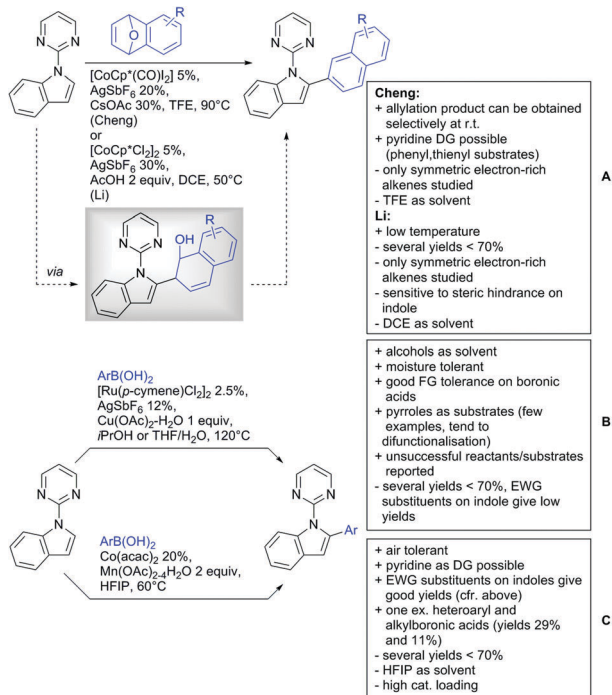 R
O
N
N
N
[CoCp*(CO)I₂] 5%,
AgSbF₆ 20%,
CsOAc 30%, TFE, 90°C
(Cheng)
or
[CoCp*Cl₂]₂ 5%,
AgSbF₆ 30%,
AcOH 2 equiv, DCE, 50°C
(Li)
N
N
N
R
via
N
N
N
OH
R
Cheng:
+ allylation product can be obtained
selectively at r.t.
+ pyridine DG possible
(phenyl,thienyl substrates)
- only symmetric electron-rich
alkenes studied
- TFE as solvent
Li:
+ low temperature
- several yields < 70%
- only symmetric electron-rich
alkenes studied
- sensitive to steric hindrance on
indole
- DCE as solvent
A
ArB(OH)₂
[Ru(p-cymene)Cl₂]₂ 2.5%,
AgSbF₆ 12%,
Cu(OAc)₂-H₂O 1 equiv,
iPrOH or THF/H₂O, 120°C
N
N
N
ArB(OH)₂
Co(acac)₂ 20%,
Mn(OAc)₂₋4H₂O 2 equiv,
HFIP, 60°C
N
N
N
Ar
+ alcohols as solvent
+ moisture tolerant
+ good FG tolerance on boronic
acids
+ pyrroles as substrates (few
examples, tend to
difunctionalisation)
+ unsuccessful reactants/substrates
reported
- several yields < 70%, EWG
substituents on indole give low
yields
B
+ air tolerant
+ pyridine as DG possible
+ EWG substituents on indoles give
good yields (cfr. above)
+ one ex. heteroaryl and
alkylboronic acids (yields 29%
and 11%)
- several yields < 70%
- HFIP as solvent
- high cat. loading
C